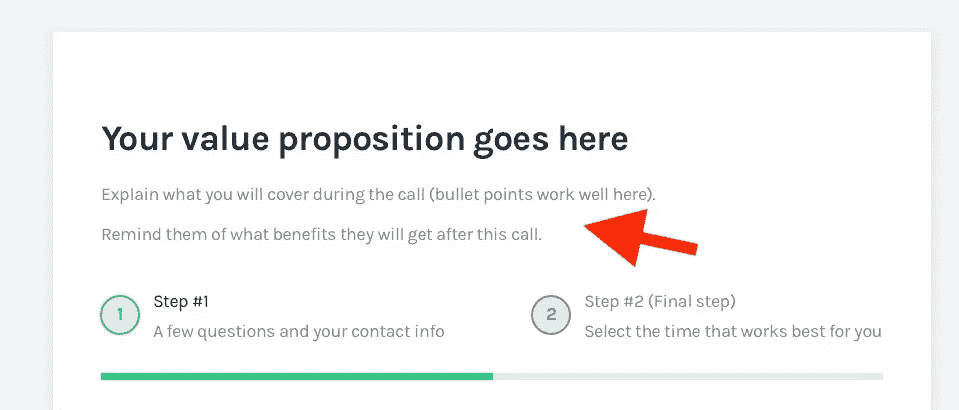 Your value proposition goes here
Explain what you will cover during the call (bullet points work well here).
Remind them of what benefits they will get after this call.
1
Step #1
A few questions and your contact info
2
Step #2 (Final step)
Select the time that works best for you